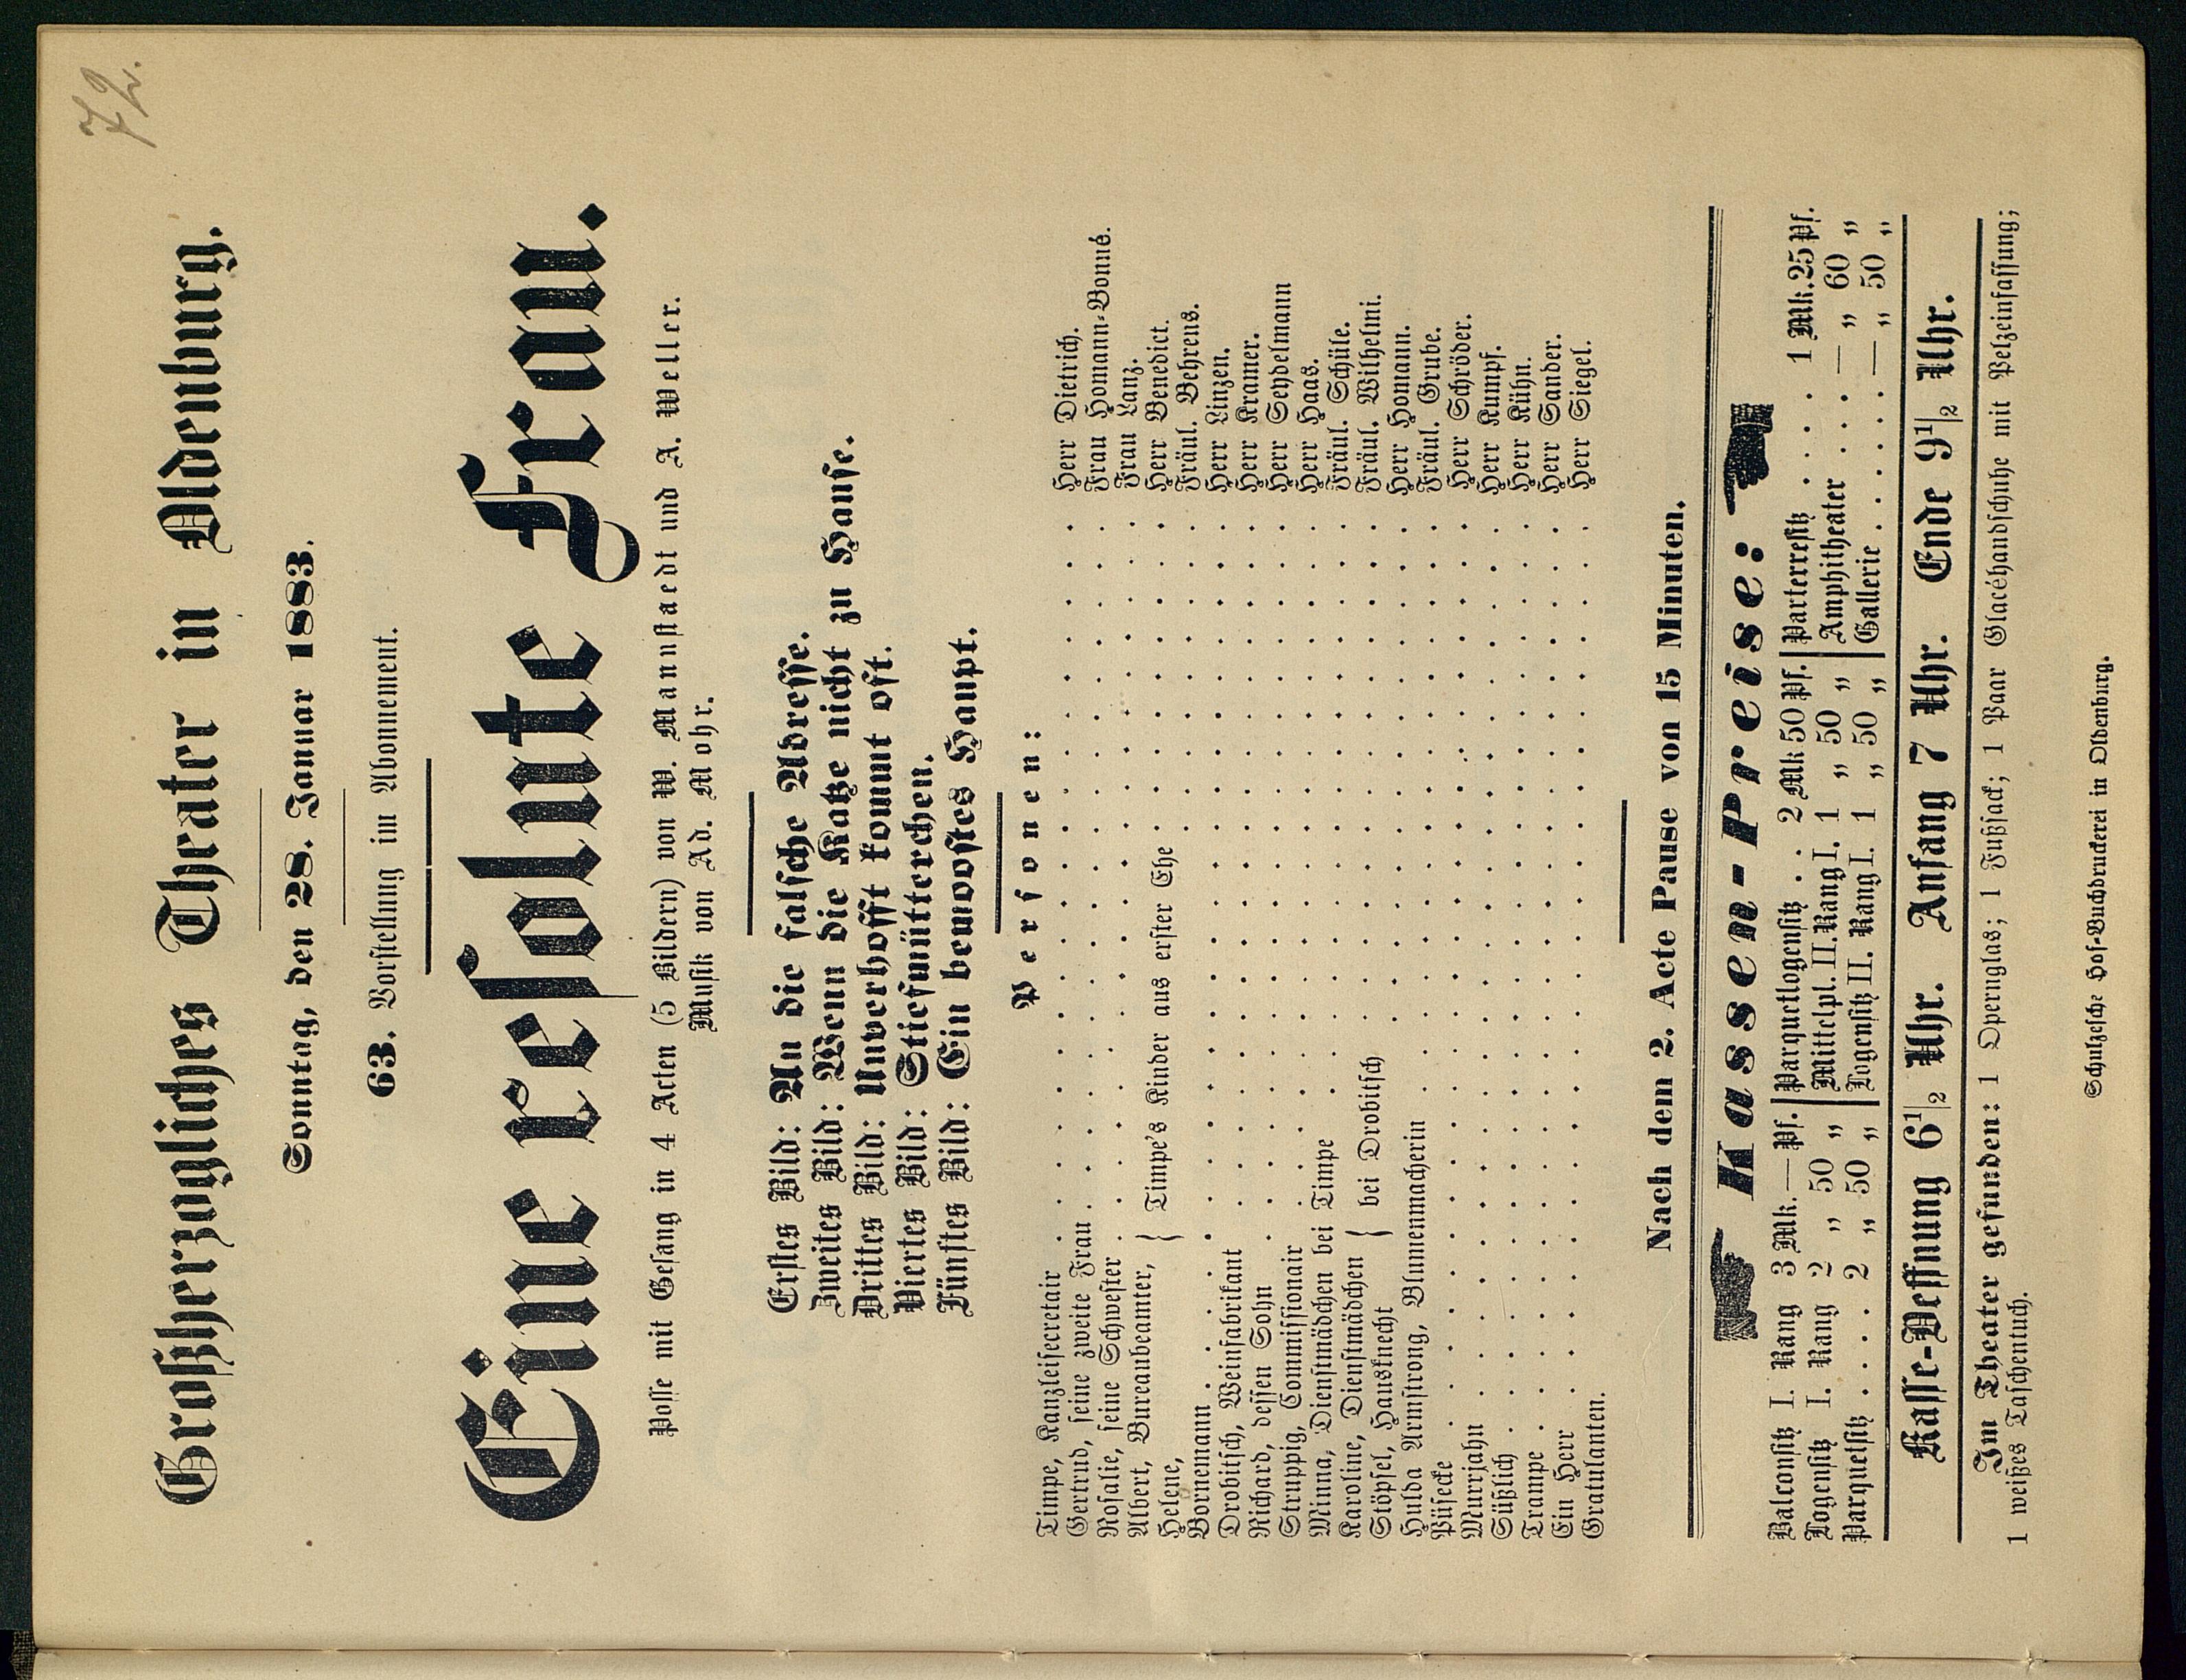 72.
Großherzogliches Theater in Oldenburg.
Sonntag, den 28. Januar 1883.
63. Vorstellung im Abonnement.
Eine resolute Frau.
Posse mit Gesang in 4 Acten (5 Bildern) von W. Mannstaedt und A. Weller.
Musik von Ad. Mohr.
Erstes Bild: An die falsche Adresse.
Zweites Bild: Wenn die Katze nicht zu Hause.
Drittes Bild: Unverhofft kommt oft.
Viertes Bild: Stiefmütterchen.
Fünftes Bild: Ein bemoostes Haupt.
Personen:
Timpe, Kanzleisecretair . . . Herr Dietrich.
Gertrud, seine zweite Frau . . . Frau Homann-Bonné.
Rosalie, seine Schwester . . . Frau Lanz.
Albert, Bureaubeamter, } Timpe's Kinder aus erster Ehe . . . Herr Benedict.
Helene, . . . Fräul. Behrens.
Bornemann . . . Herr Linzen.
Drobitsch, Weinfabrikant . . . Herr Kramer.
Richard, dessen Sohn . . . Herr Seydelmann
Struppig, Commissionair . . . Herr Haas.
Minna, Dienstmädchen bei Timpe . . . Fräul. Schüle.
Karoline, Dienstmädchen } bei Drobitsch . . . Fräul. Wilhelmi.
Stöpsel, Hausknecht . . . Herr Homann.
Hulda Armstrong, Blumenmacherin . . . Fräul. Grube.
Püsecke . . . Herr Schröder.
Murrjahn . . . Herr Kumpf.
Süßlich . . . Herr Kühn.
Trampe . . . Herr Sander.
Ein Herr . . . Herr Siegel.
Gratulanten.
Nach dem 2. Acte Pause von 15 Minuten.
Kassen-Preise:
Balconsitz I. Rang 3 Mk. — Pf. | Parquetlogensitz . . 2 Mk 50 Pf. | Parterresitz . . . . 1 Mk. 25 Pf.
Logensitz I. Rang 2 „ 50 „ | Mittelpl. II. Rang I. 1 „ 50 „ | Amphitheater . . . — „ 60 „
Parquetsitz . . . . 2 „ 50 „ | Logensitz II. Rang I. 1 „ 50 „ | Gallerie . . . . . . — „ 50 „
Kasse-Oeffnung 6 1/2 Uhr. Anfang 7 Uhr. Ende 9 1/2 Uhr.
Im Theater gefunden: 1 Opernglas; 1 Fußsack; 1 Paar Glacéhandschuhe mit Pelzeinfassung;
1 weißes Taschentuch.
Schulzesche Hof-Buchdruckerei in Oldenburg.